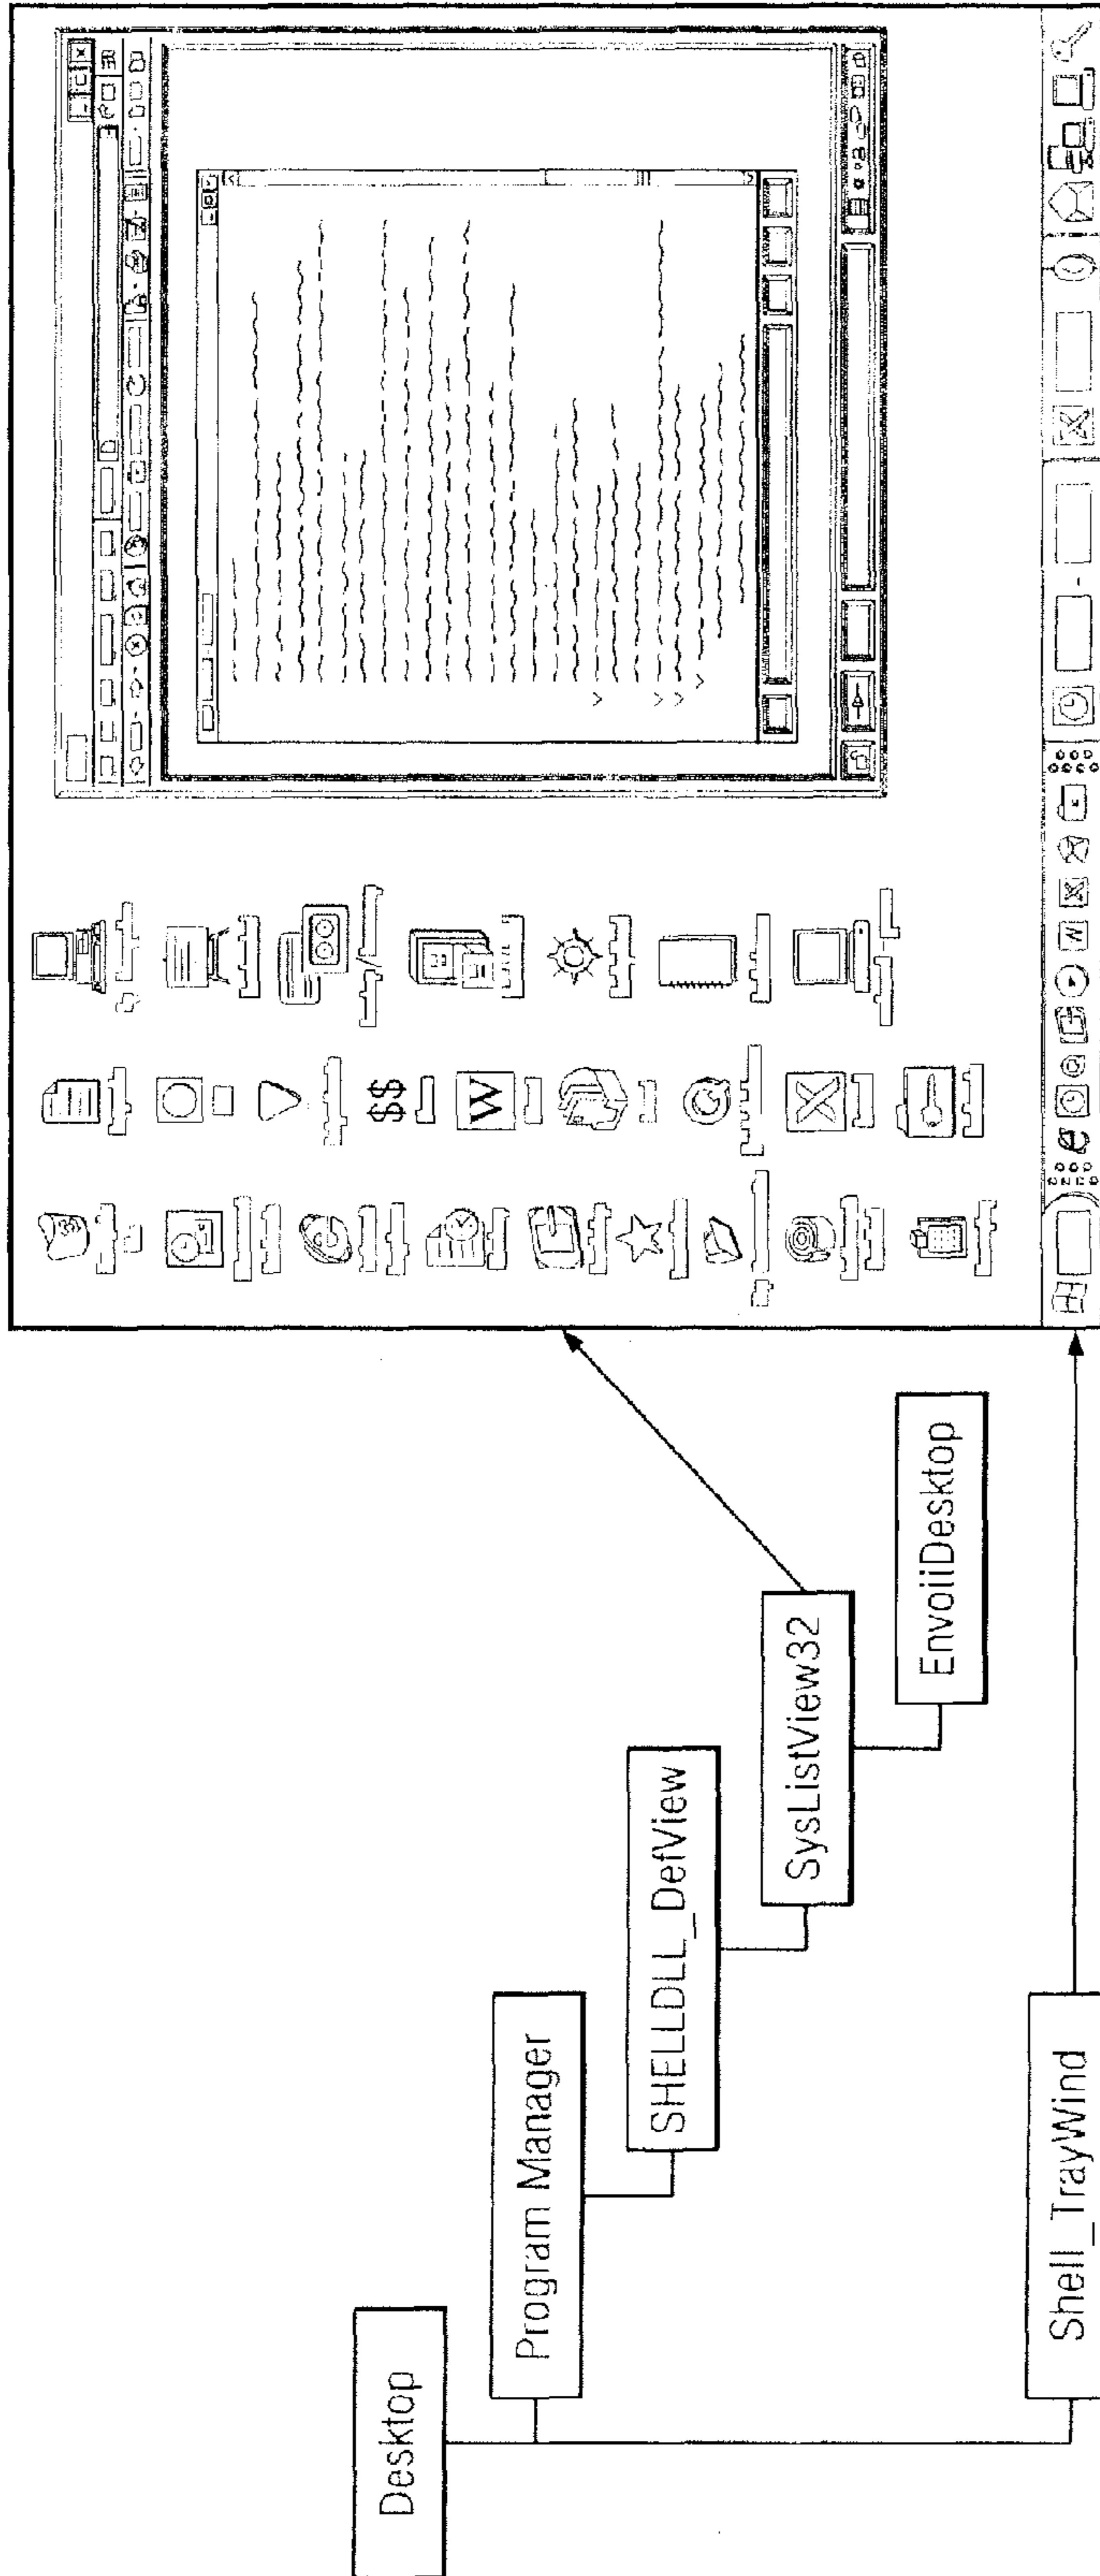 Desktop
Program Manager
SHELLDLL_DefView
SysListView32
EnvoiiDesktop
Shell_TrayWind
$$
W
X
e
W
X